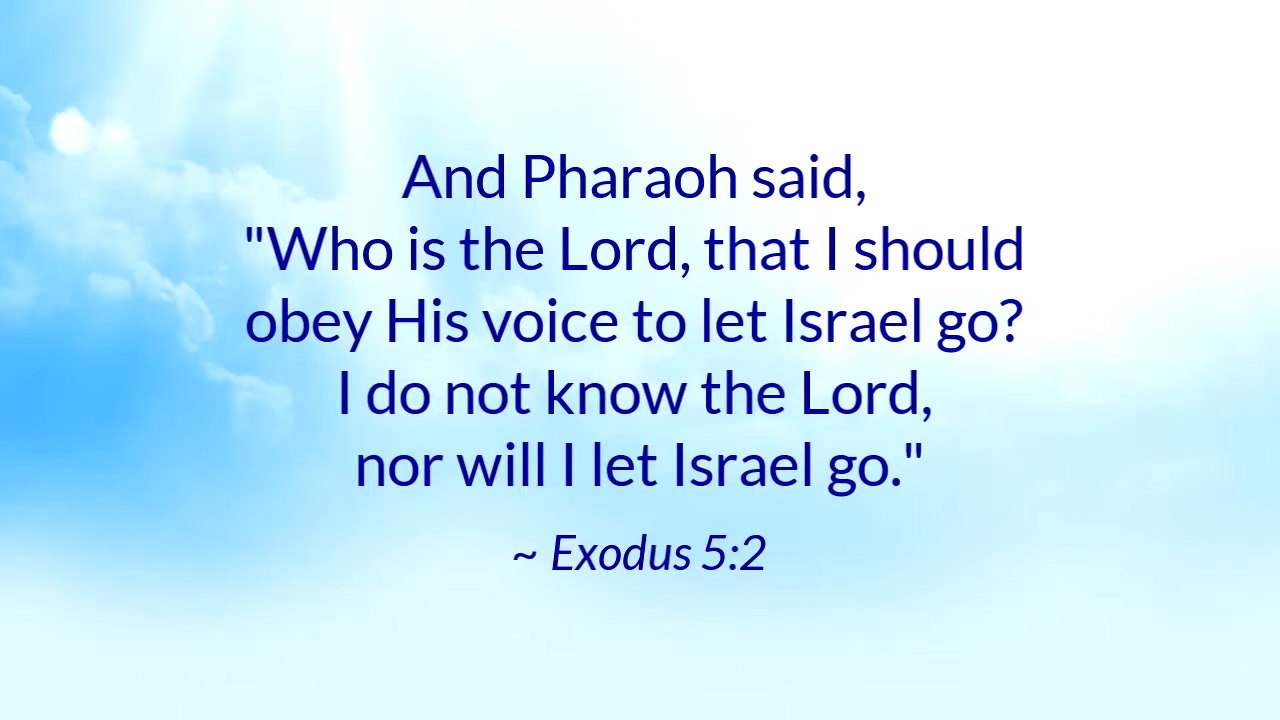 And Pharaoh said,
"Who is the Lord, that I should
obey His voice to let Israel go?
I do not know the Lord,
nor will I let Israel go."
~ Exodus 5:2